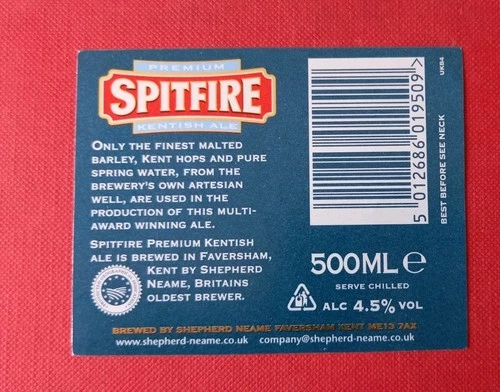 PREMIUM
SPITFIRE
KENTISH ALE
ONLY THE FINEST MALTED
BARLEY, KENT HOPS AND PURE
SPRING WATER, FROM THE
BREWERY'S OWN ARTESIAN
WELL, ARE USED IN THE
PRODUCTION OF THIS MULTI-
AWARD WINNING ALE.
SPITFIRE PREMIUM KENTISH
ALE IS BREWED IN FAVERSHAM,
KENT BY SHEPHERD
NEAME, BRITAINS
OLDEST BREWER.
5 012686 019509 >
UKB4
BEST BEFORE SEE NECK
500ML e
SERVE CHILLED
ALC 4.5% VOL
BREWED BY SHEPHERD NEAME FAVERSHAM KENT ME13 7AX
www.shepherd-neame.co.uk company@shepherd-neame.co.uk